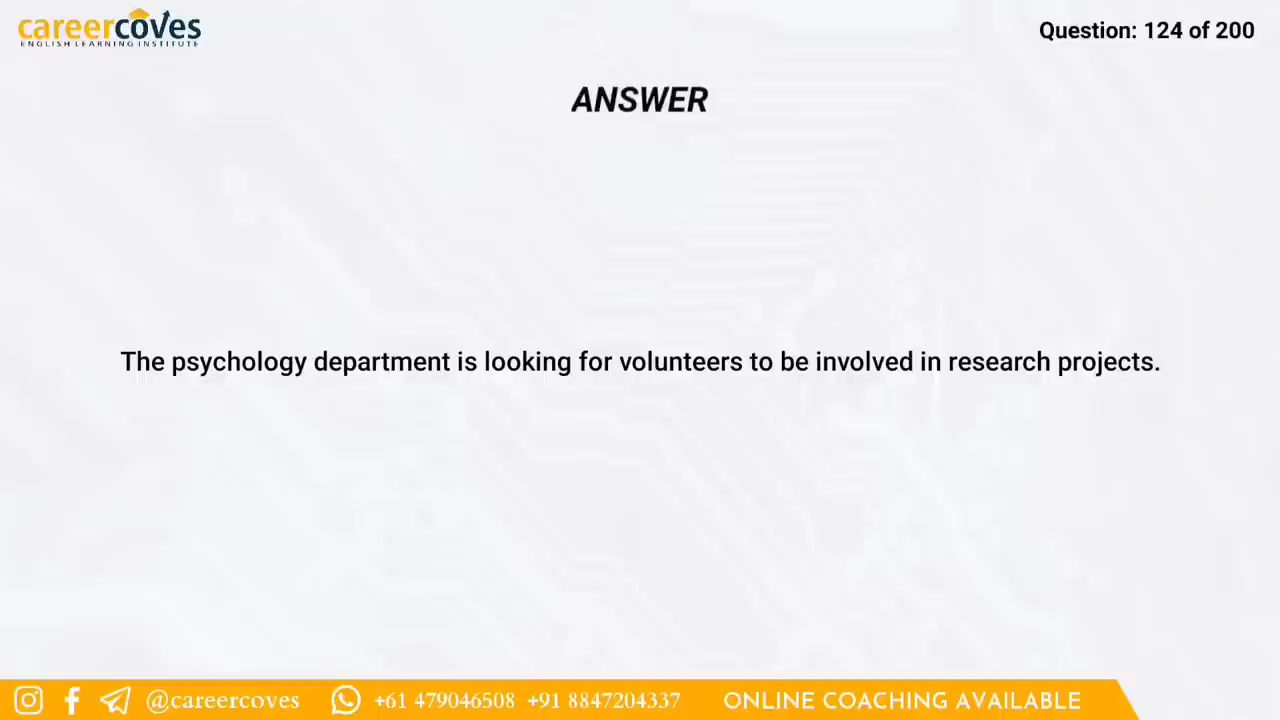 careercoves
ENGLISH LEARNING INSTITUTE
Question: 124 of 200
ANSWER
The psychology department is looking for volunteers to be involved in research projects.
@careercoves +61 479046508 +91 8847204337 ONLINE COACHING AVAILABLE